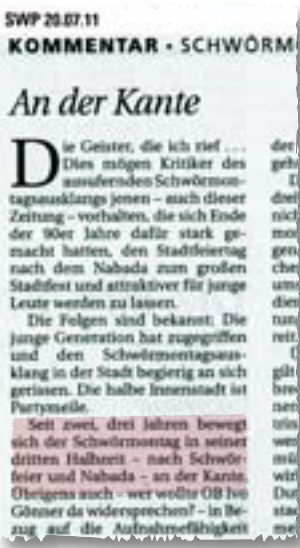 SWP 20.07.11
KOMMENTAR • SCHWÖRM
An der Kante
Die Geister, die ich rief ...
Dies mögen Kritiker des
ausufernden Schwörmon-
tagsausklangs jenen – auch dieser
Zeitung – vorhalten, die sich Ende
der 90er Jahre dafür stark ge-
macht hatten, den Stadtfeiertag
nach dem Nabada zum großen
Stadtfest und attraktiver für junge
Leute werden zu lassen.
Die Folgen sind bekannt: Die
junge Generation hat zugegriffen
und den Schwörmontagsaus-
klang in der Stadt begierig an sich
gerissen. Die halbe Innenstadt ist
Partymeile.
Seit zwei, drei Jahren bewegt
sich der Schwörmontag in seiner
dritten Halbzeit – nach Schwör-
feier und Nabada – an der Kante.
Übrigens auch – wer wollte OB Ivo
Gönner da widersprechen? – in Be-
zug auf die Aufnahmefähigkeit